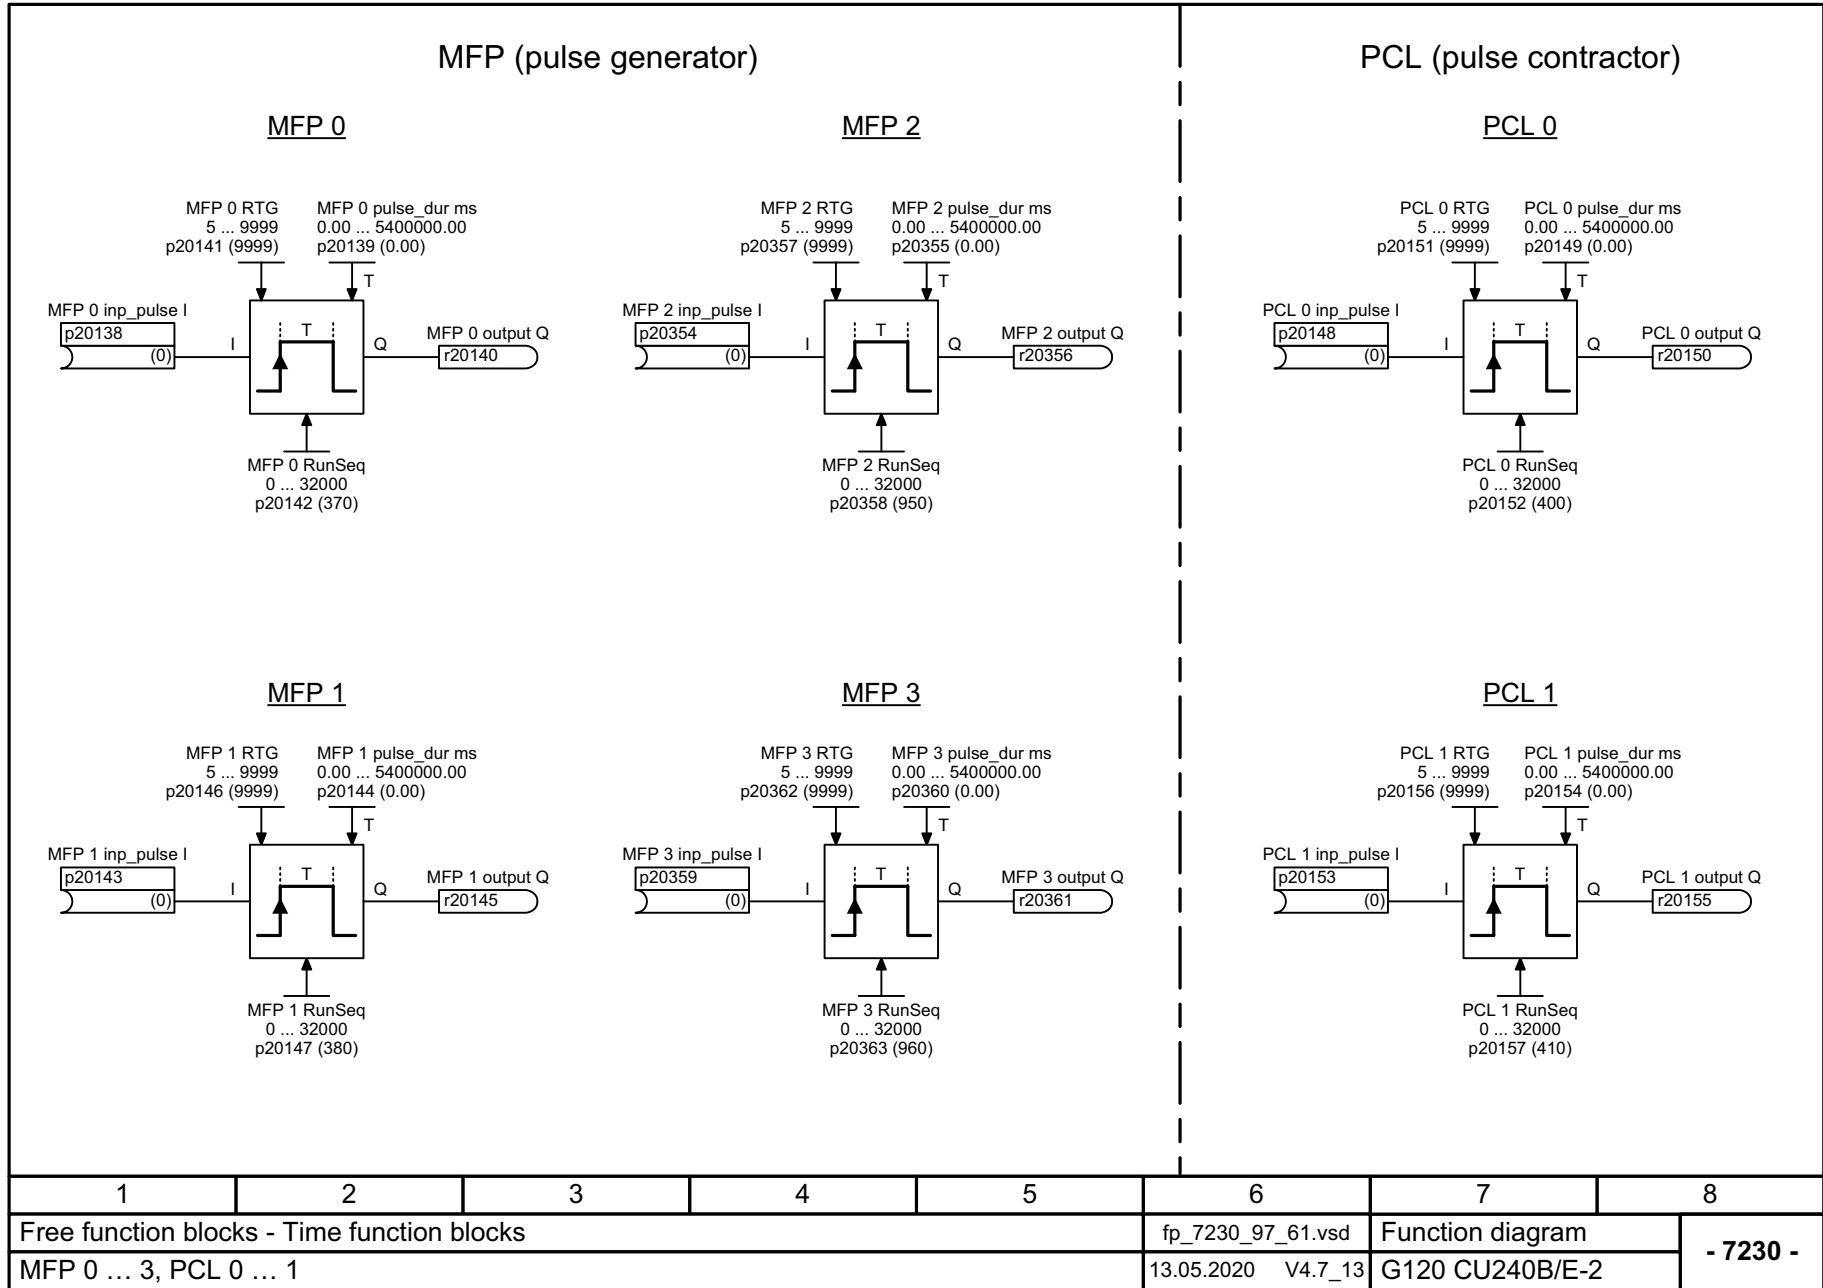 MFP (pulse generator)
PCL (pulse contractor)
MFP 0
MFP 0 RTG
5 ... 9999
p20141 (9999)
MFP 0 pulse_dur ms
0.00 ... 5400000.00
p20139 (0.00)
T
MFP 0 inp_pulse I
p20138
(0)
I
T
Q
MFP 0 output Q
r20140
MFP 0 RunSeq
0 ... 32000
p20142 (370)
MFP 2
MFP 2 RTG
5 ... 9999
p20357 (9999)
MFP 2 pulse_dur ms
0.00 ... 5400000.00
p20355 (0.00)
T
MFP 2 inp_pulse I
p20354
(0)
I
T
Q
MFP 2 output Q
r20356
MFP 2 RunSeq
0 ... 32000
p20358 (950)
PCL 0
PCL 0 RTG
5 ... 9999
p20151 (9999)
PCL 0 pulse_dur ms
0.00 ... 5400000.00
p20149 (0.00)
T
PCL 0 inp_pulse I
p20148
(0)
I
T
Q
PCL 0 output Q
r20150
PCL 0 RunSeq
0 ... 32000
p20152 (400)
MFP 1
MFP 1 RTG
5 ... 9999
p20146 (9999)
MFP 1 pulse_dur ms
0.00 ... 5400000.00
p20144 (0.00)
T
MFP 1 inp_pulse I
p20143
(0)
I
T
Q
MFP 1 output Q
r20145
MFP 1 RunSeq
0 ... 32000
p20147 (380)
MFP 3
MFP 3 RTG
5 ... 9999
p20362 (9999)
MFP 3 pulse_dur ms
0.00 ... 5400000.00
p20360 (0.00)
T
MFP 3 inp_pulse I
p20359
(0)
I
T
Q
MFP 3 output Q
r20361
MFP 3 RunSeq
0 ... 32000
p20363 (960)
PCL 1
PCL 1 RTG
5 ... 9999
p20156 (9999)
PCL 1 pulse_dur ms
0.00 ... 5400000.00
p20154 (0.00)
T
PCL 1 inp_pulse I
p20153
(0)
I
T
Q
PCL 1 output Q
r20155
PCL 1 RunSeq
0 ... 32000
p20157 (410)
1 2 3 4 5 6 7 8
Free function blocks - Time function blocks
fp_7230_97_61.vsd
Function diagram
- 7230 -
MFP 0 … 3, PCL 0 … 1
13.05.2020 V4.7_13
G120 CU240B/E-2